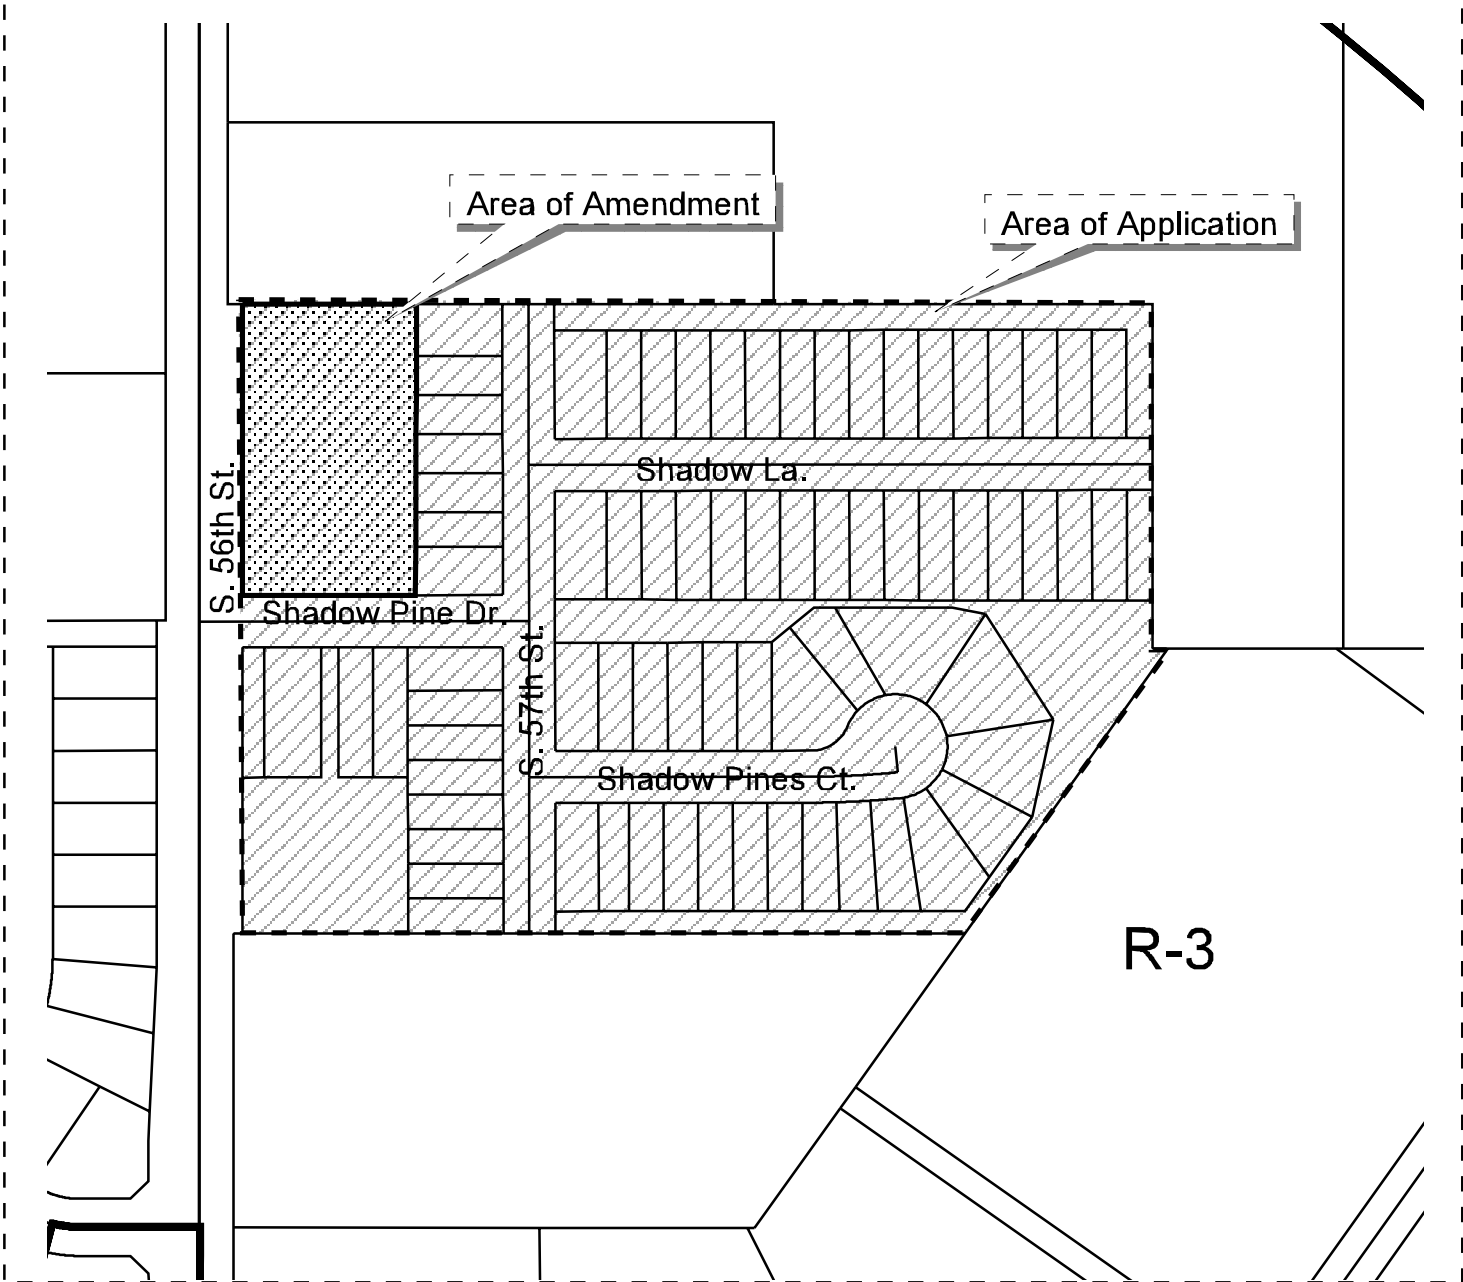 Area of Amendment
Area of Application
Shadow La.
S. 56th St.
Shadow Pine Dr.
S. 57th St.
Shadow Pines Ct.
R-3